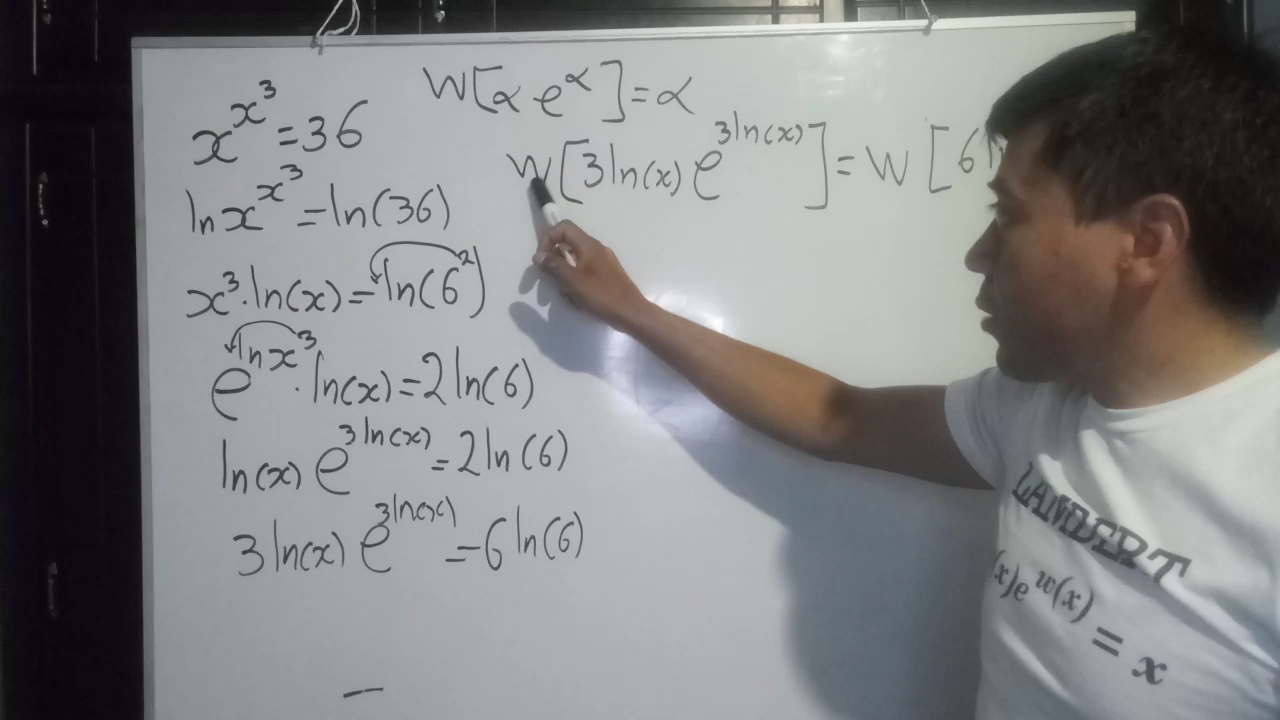 x^x^3 = 36
ln x^x^3 = ln(36)
x^3 · ln(x) = ln(6^2)
e^ln x^3 · ln(x) = 2 ln(6)
ln(x) e^3 ln(x) = 2 ln(6)
3 ln(x) e^3 ln(x) = 6 ln(6)
W[α e^α] = α
W[3 ln(x) e^3 ln(x)] = W[6
LAMBERT
(x)e^w(x) = x